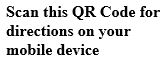 Scan this QR Code for
directions on your
mobile device